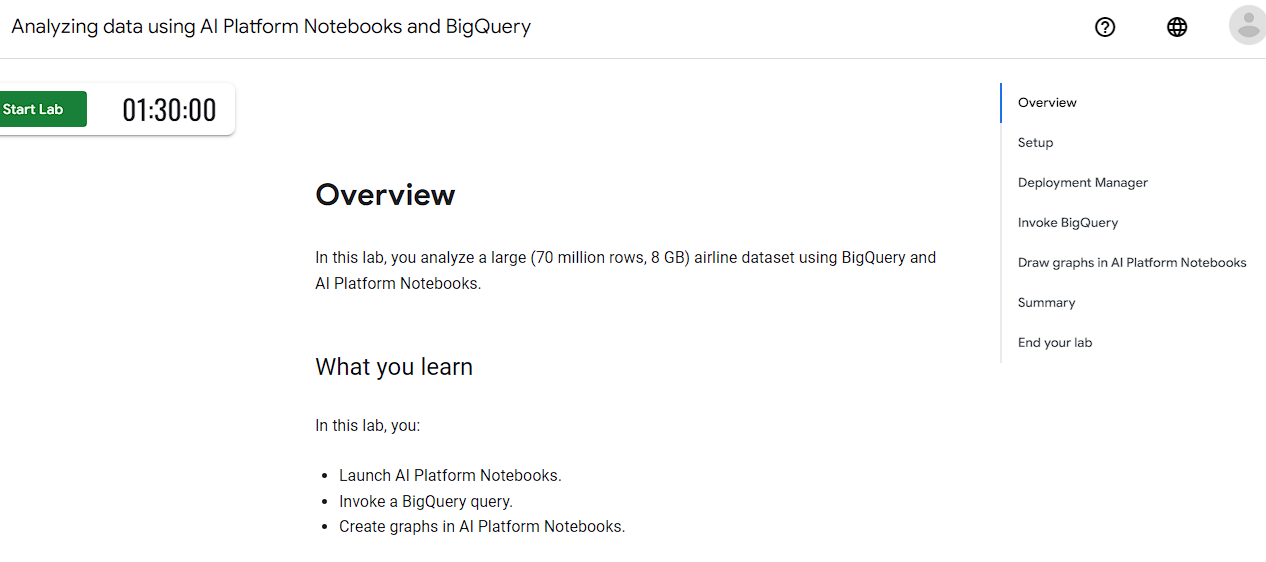 Analyzing data using AI Platform Notebooks and BigQuery
Start Lab
01:30:00
Overview
In this lab, you analyze a large (70 million rows, 8 GB) airline dataset using BigQuery and
AI Platform Notebooks.
What you learn
In this lab, you:
• Launch AI Platform Notebooks.
• Invoke a BigQuery query.
• Create graphs in AI Platform Notebooks.
Overview
Setup
Deployment Manager
Invoke BigQuery
Draw graphs in AI Platform Notebooks
Summary
End your lab